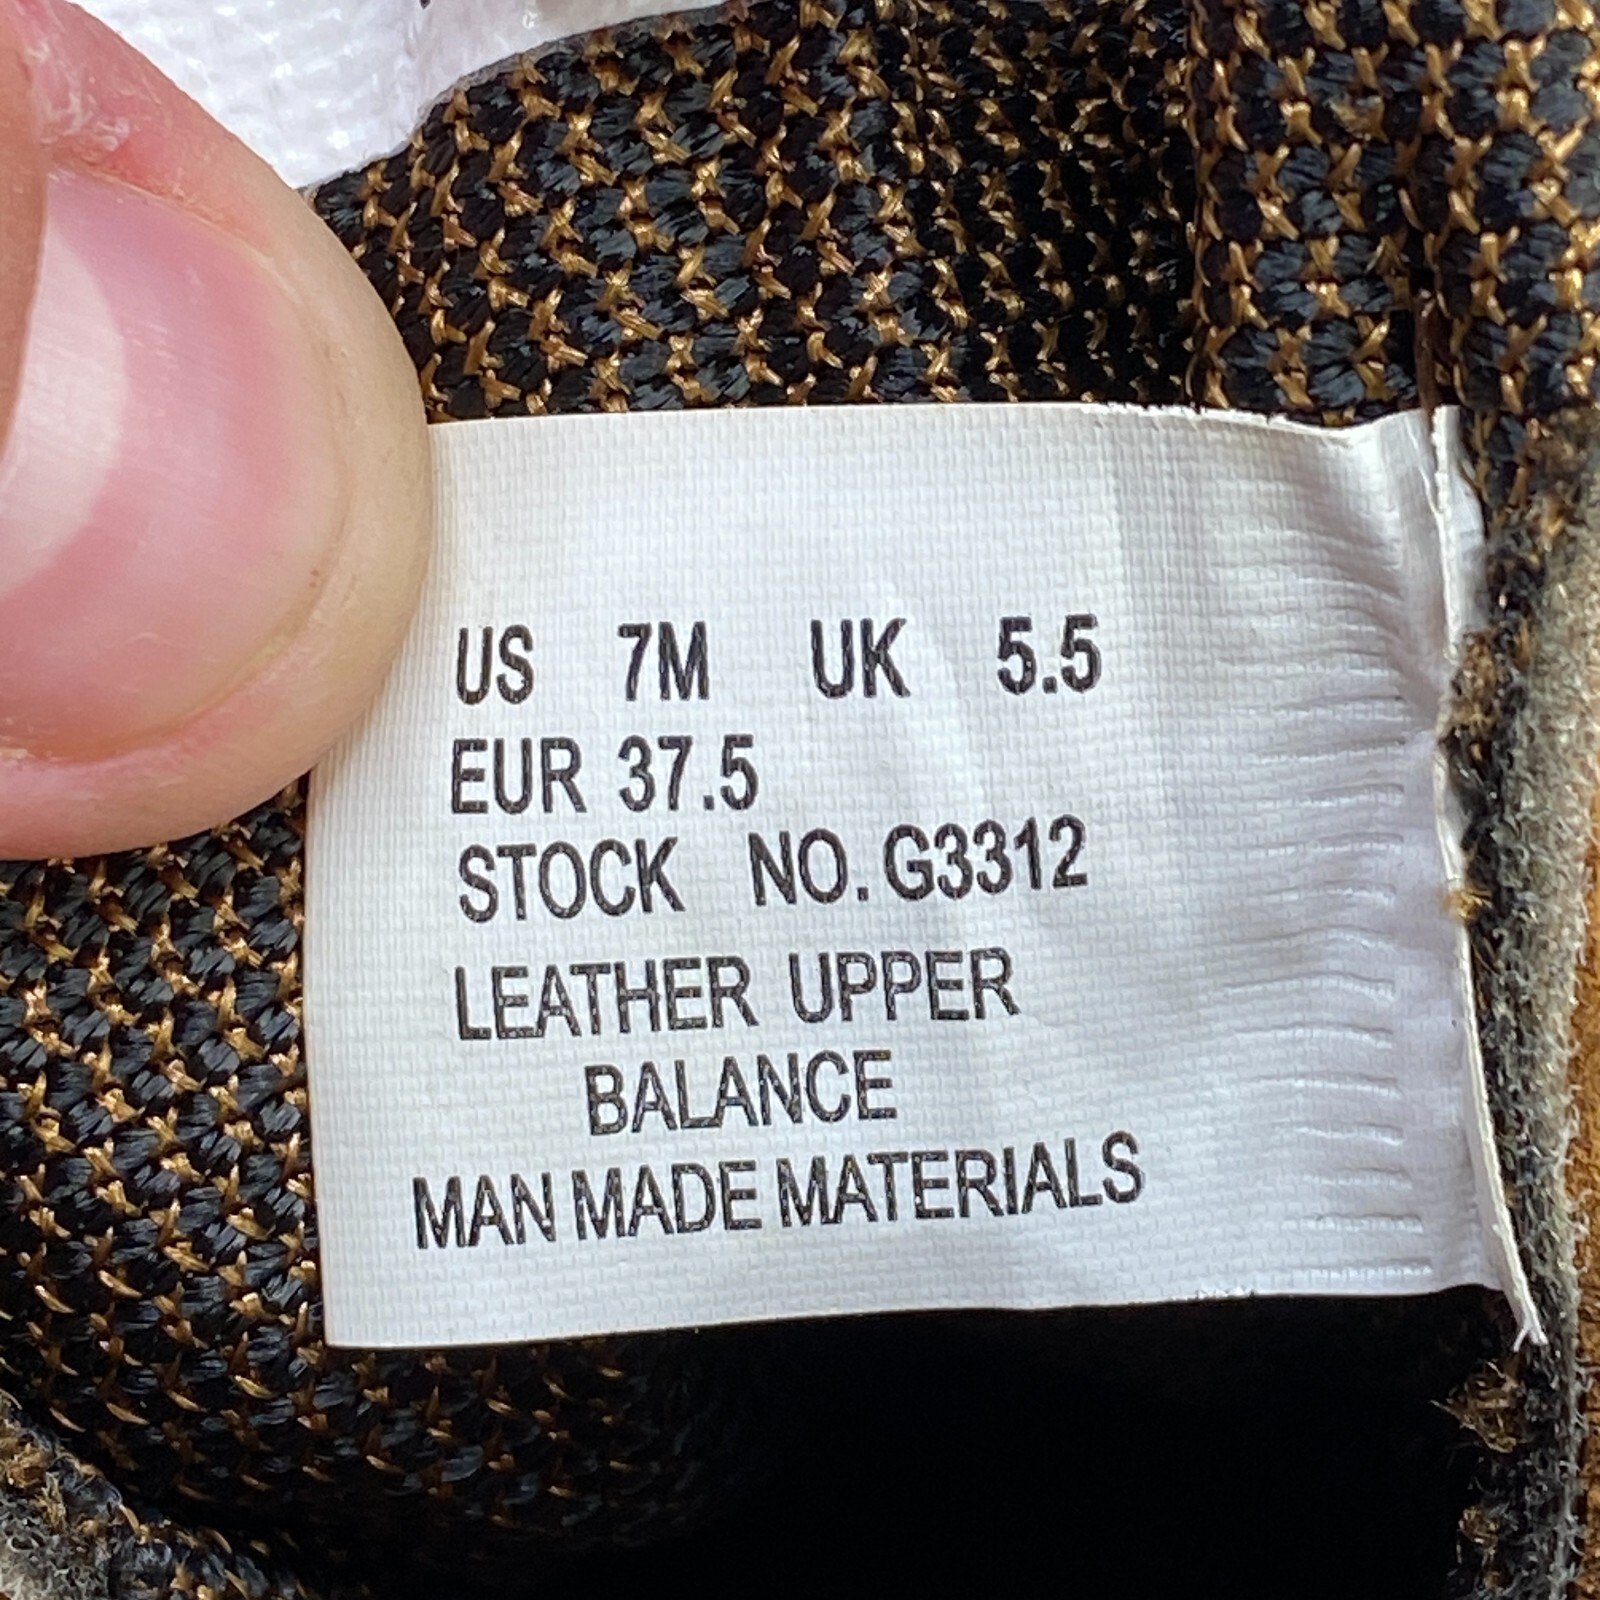 US 7M UK 5.5
EUR 37.5
STOCK NO. G3312
LEATHER UPPER
BALANCE
MAN MADE MATERIALS